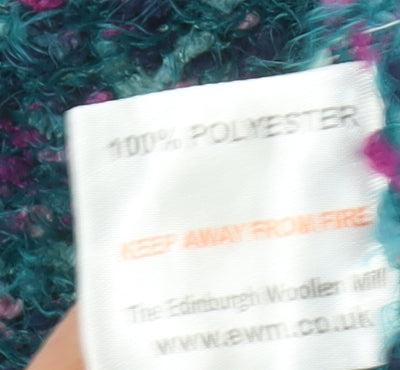 100% POLYESTER
KEEP AWAY FROM FIRE
The Edinburgh Woollen Mill
www.ewm.co.uk